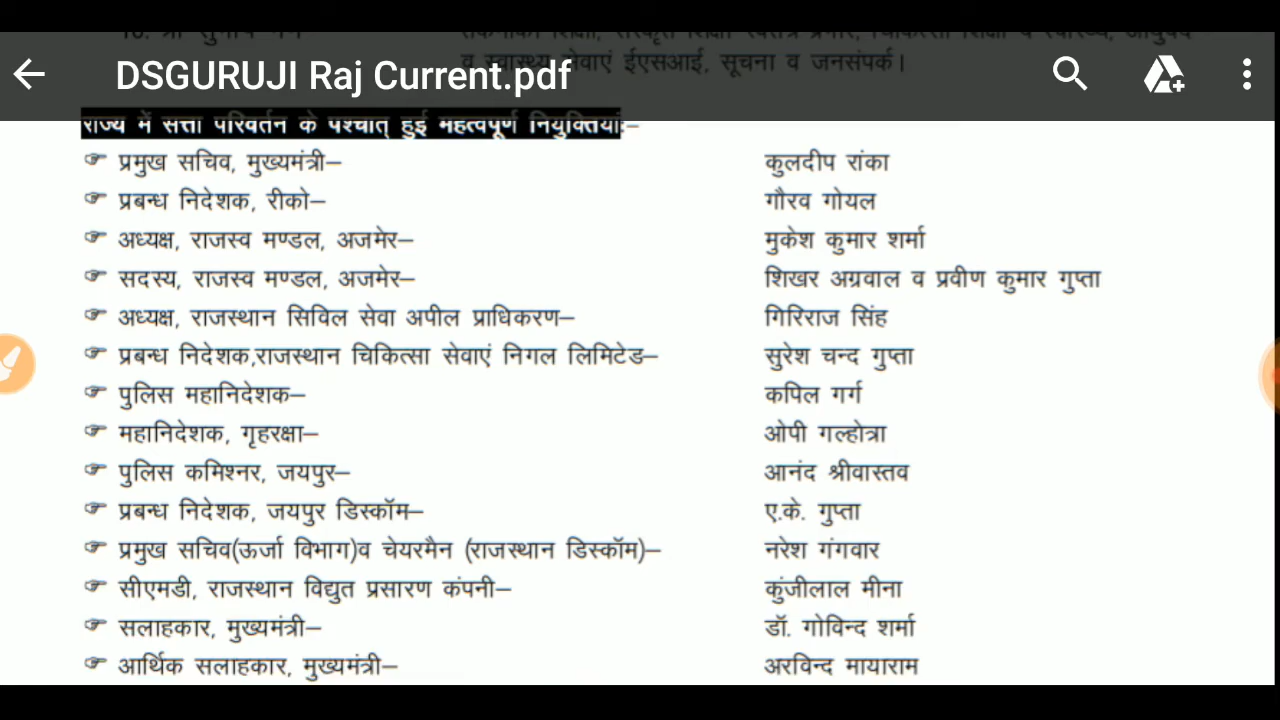 DSGURUJI Raj Current.pdf
व स्वास्थ्य सेवाएं ईएसआई, सूचना व जनसंपर्क।
राज्य में सत्ता परिवर्तन के पश्चात् हुई महत्वपूर्ण नियुक्तियां:–
☞ प्रमुख सचिव, मुख्यमंत्री– कुलदीप रांका
☞ प्रबन्ध निदेशक, रीको– गौरव गोयल
☞ अध्यक्ष, राजस्व मण्डल, अजमेर– मुकेश कुमार शर्मा
☞ सदस्य, राजस्व मण्डल, अजमेर– शिखर अग्रवाल व प्रवीण कुमार गुप्ता
☞ अध्यक्ष, राजस्थान सिविल सेवा अपील प्राधिकरण– गिरिराज सिंह
☞ प्रबन्ध निदेशक,राजस्थान चिकित्सा सेवाएं निगल लिमिटेड– सुरेश चन्द गुप्ता
☞ पुलिस महानिदेशक– कपिल गर्ग
☞ महानिदेशक, गृहरक्षा– ओपी गल्होत्रा
☞ पुलिस कमिश्नर, जयपुर– आनंद श्रीवास्तव
☞ प्रबन्ध निदेशक, जयपुर डिस्कॉम– ए.के. गुप्ता
☞ प्रमुख सचिव(ऊर्जा विभाग)व चेयरमैन (राजस्थान डिस्कॉम)– नरेश गंगवार
☞ सीएमडी, राजस्थान विद्युत प्रसारण कंपनी– कुंजीलाल मीना
☞ सलाहकार, मुख्यमंत्री– डॉ. गोविन्द शर्मा
☞ आर्थिक सलाहकार, मुख्यमंत्री– अरविन्द मायाराम